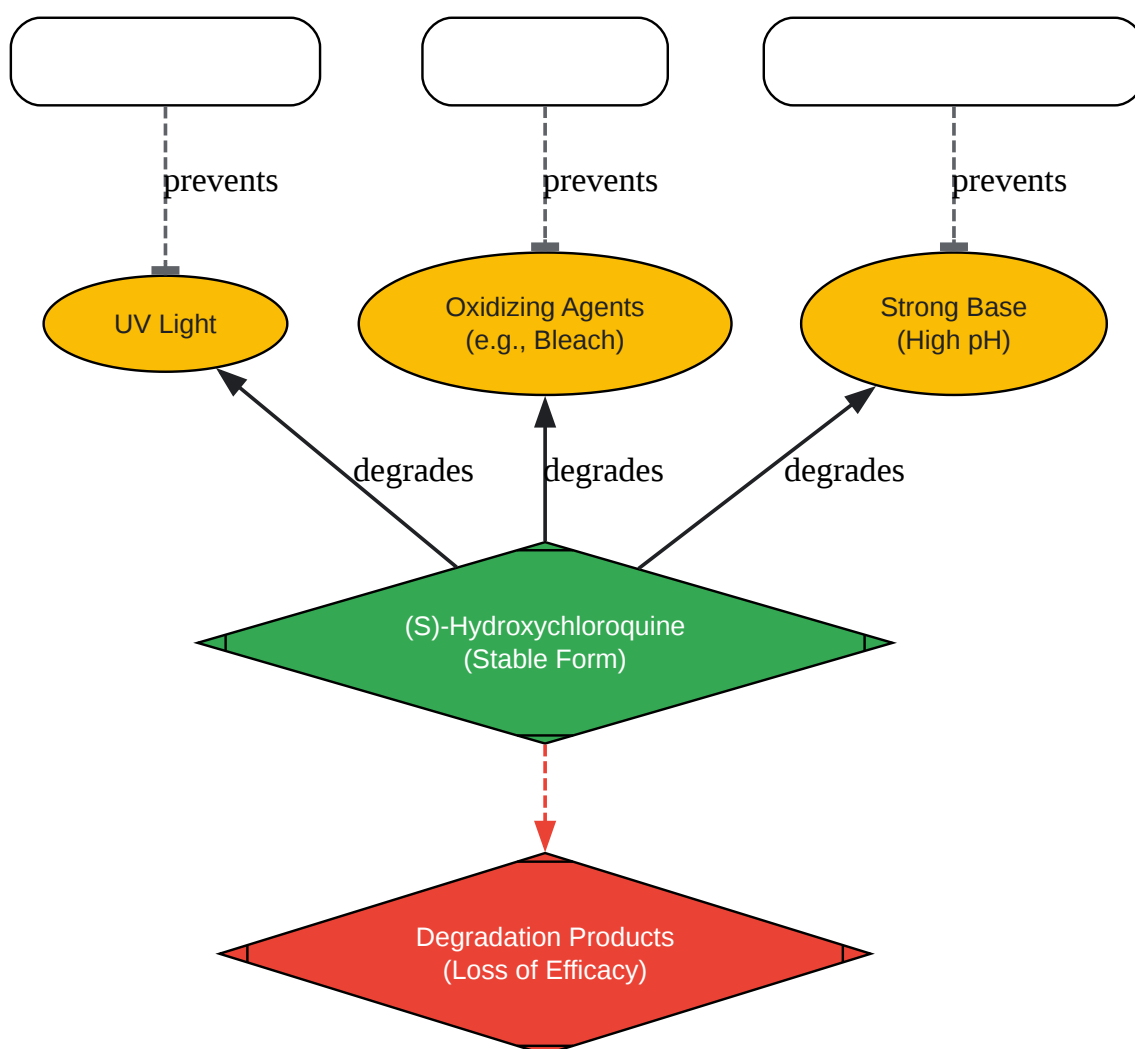 prevents
prevents
prevents
UV Light
Oxidizing Agents
(e.g., Bleach)
Strong Base
(High pH)
degrades
degrades
degrades
(S)-Hydroxychloroquine
(Stable Form)
Degradation Products
(Loss of Efficacy)